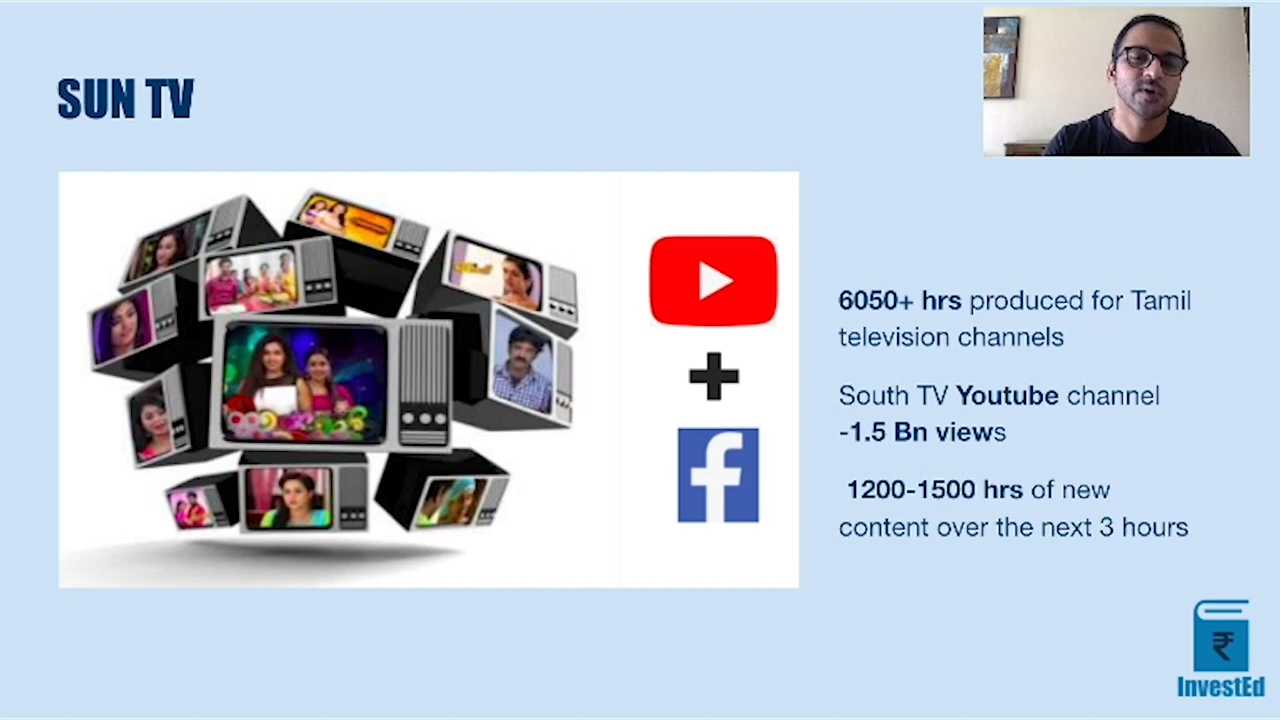 SUN TV
6050+ hrs produced for Tamil
television channels
South TV Youtube channel
-1.5 Bn views
1200-1500 hrs of new
content over the next 3 hours
InvestEd